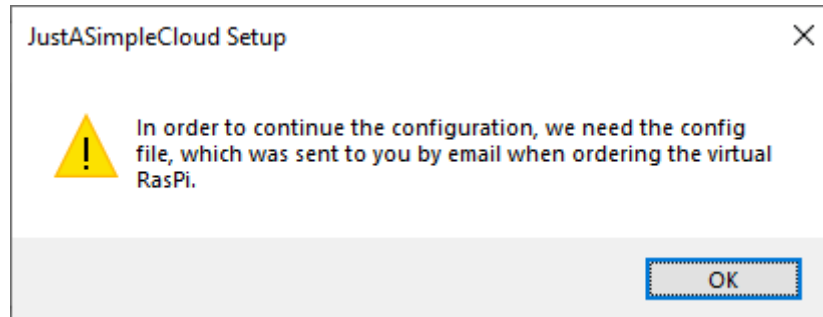 JustASimpleCloud Setup
In order to continue the configuration, we need the config
file, which was sent to you by email when ordering the virtual
RasPi.
OK